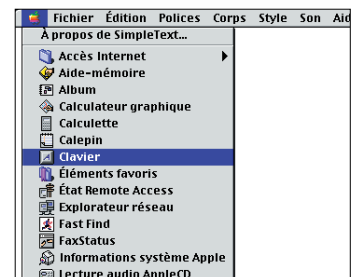 Fichier Édition Polices Corps Style Son Aid
À propos de SimpleText...
Accès Internet
Aide-mémoire
Album
Calculateur graphique
Calculette
Calepin
Clavier
Éléments favoris
État Remote Access
Explorateur réseau
Fast Find
FaxStatus
Informations système Apple
Lecture audio AppleCD